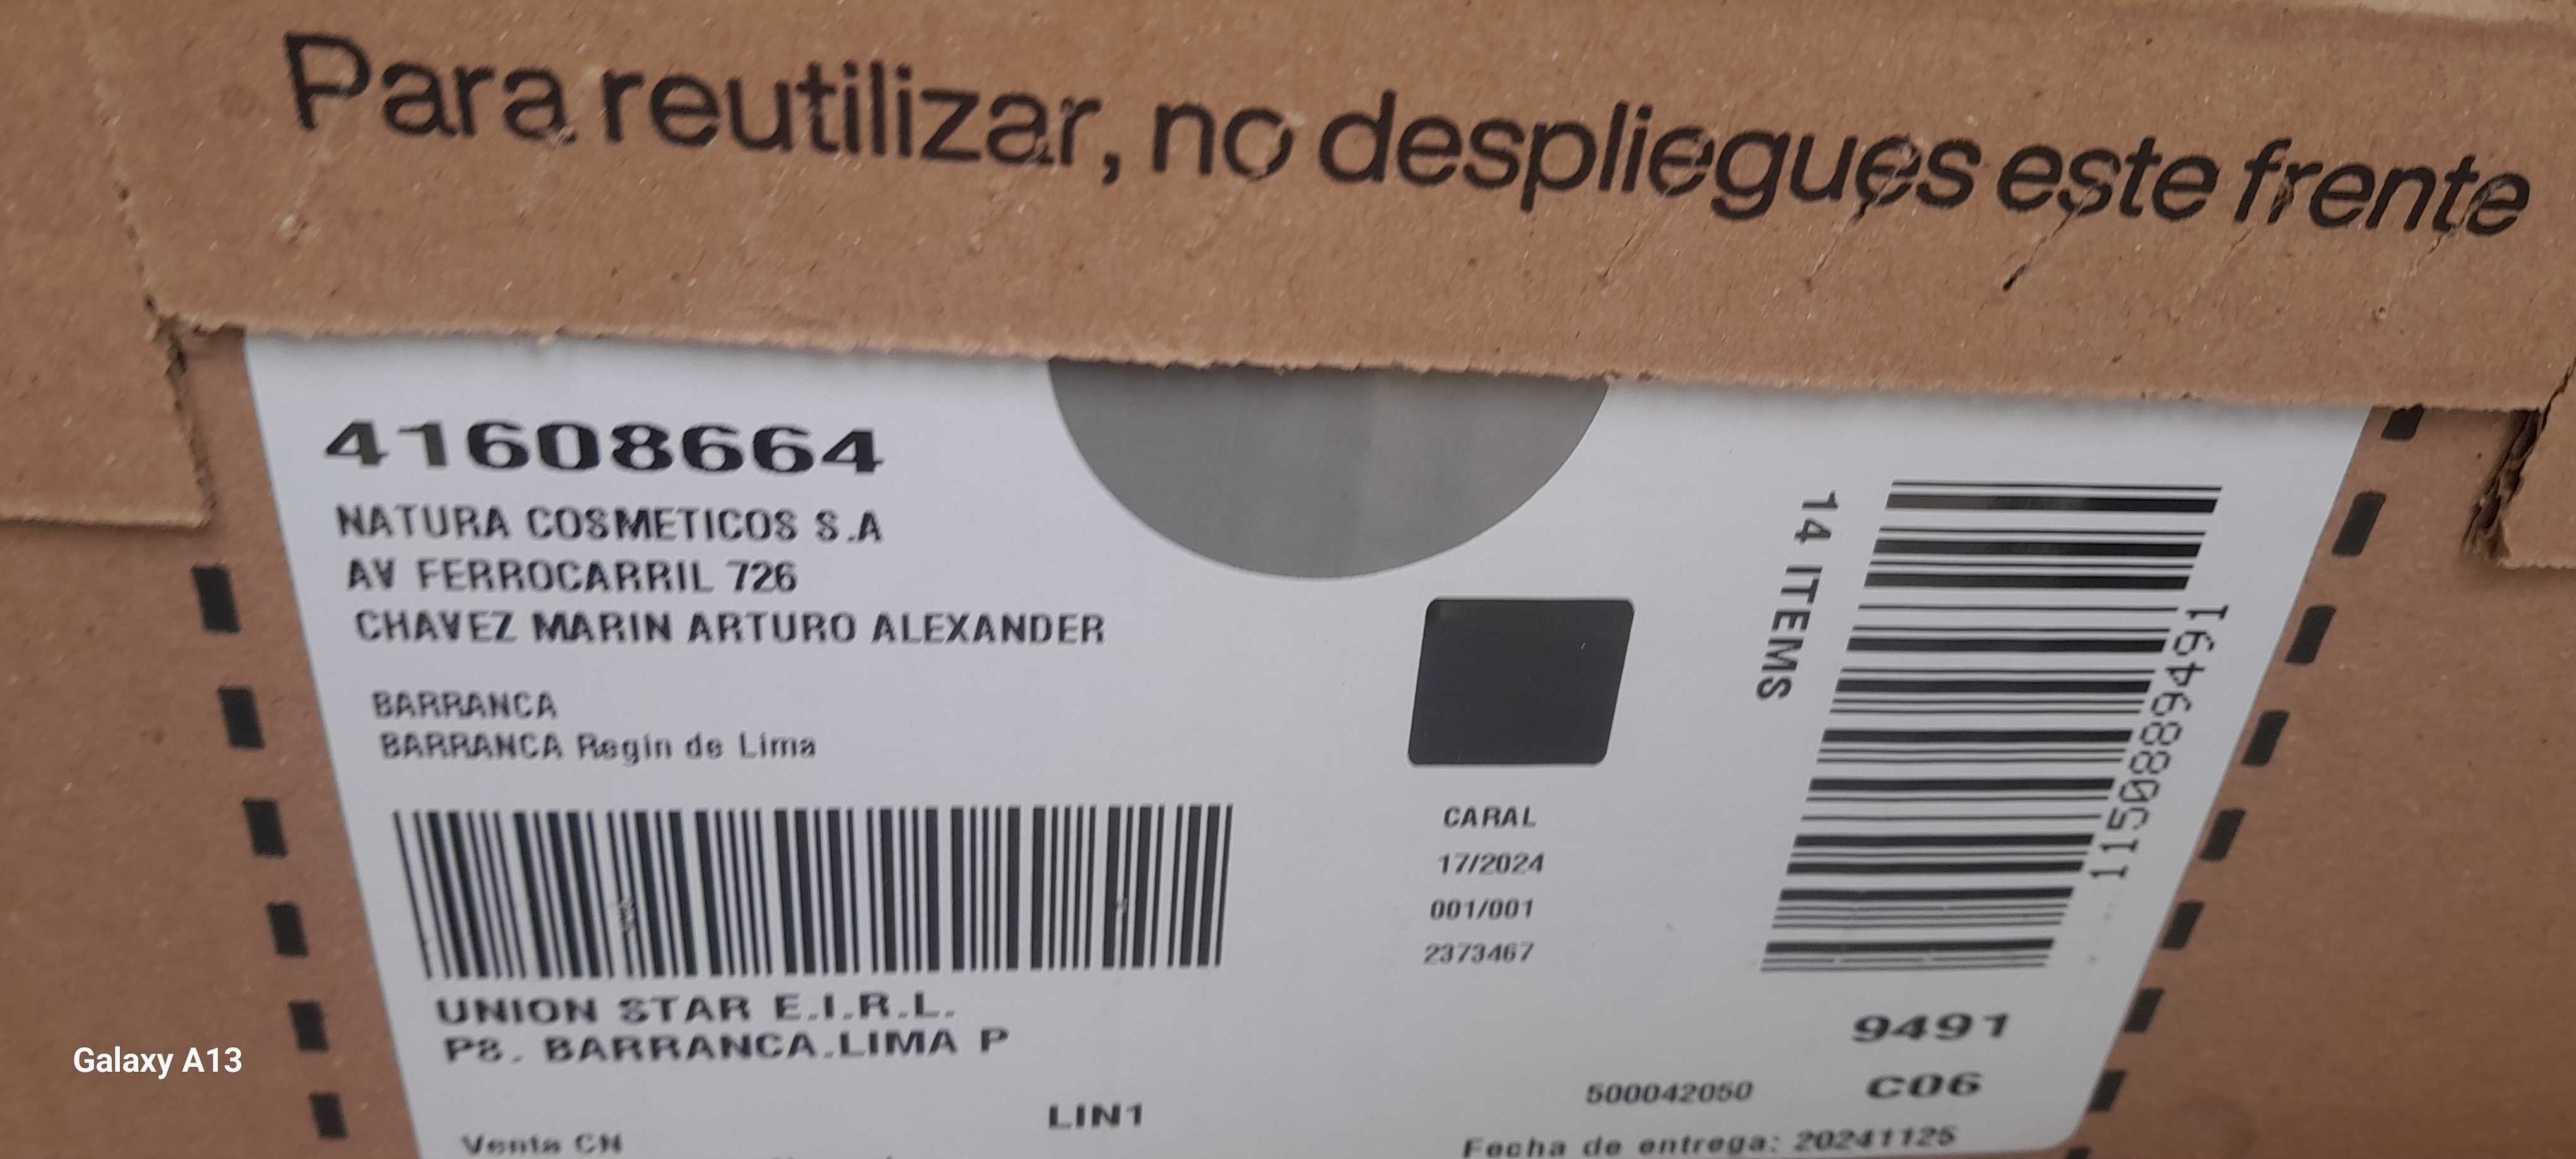 Para reutilizar, no despliegues este frente
41608664
NATURA COSMETICOS S.A
AV FERROCARRIL 726
CHAVEZ MARIN ARTURO ALEXANDER
BARRANCA
BARRANCA Regin de Lima
UNION STAR E.I.R.L.
P8. BARRANCA.LIMA P
LIN1
Venta CN
CARAL
17/2024
001/001
2373467
14 ITEMS
11508889491
9491
500042050 C06
Fecha de entrega: 20241125
Galaxy A13